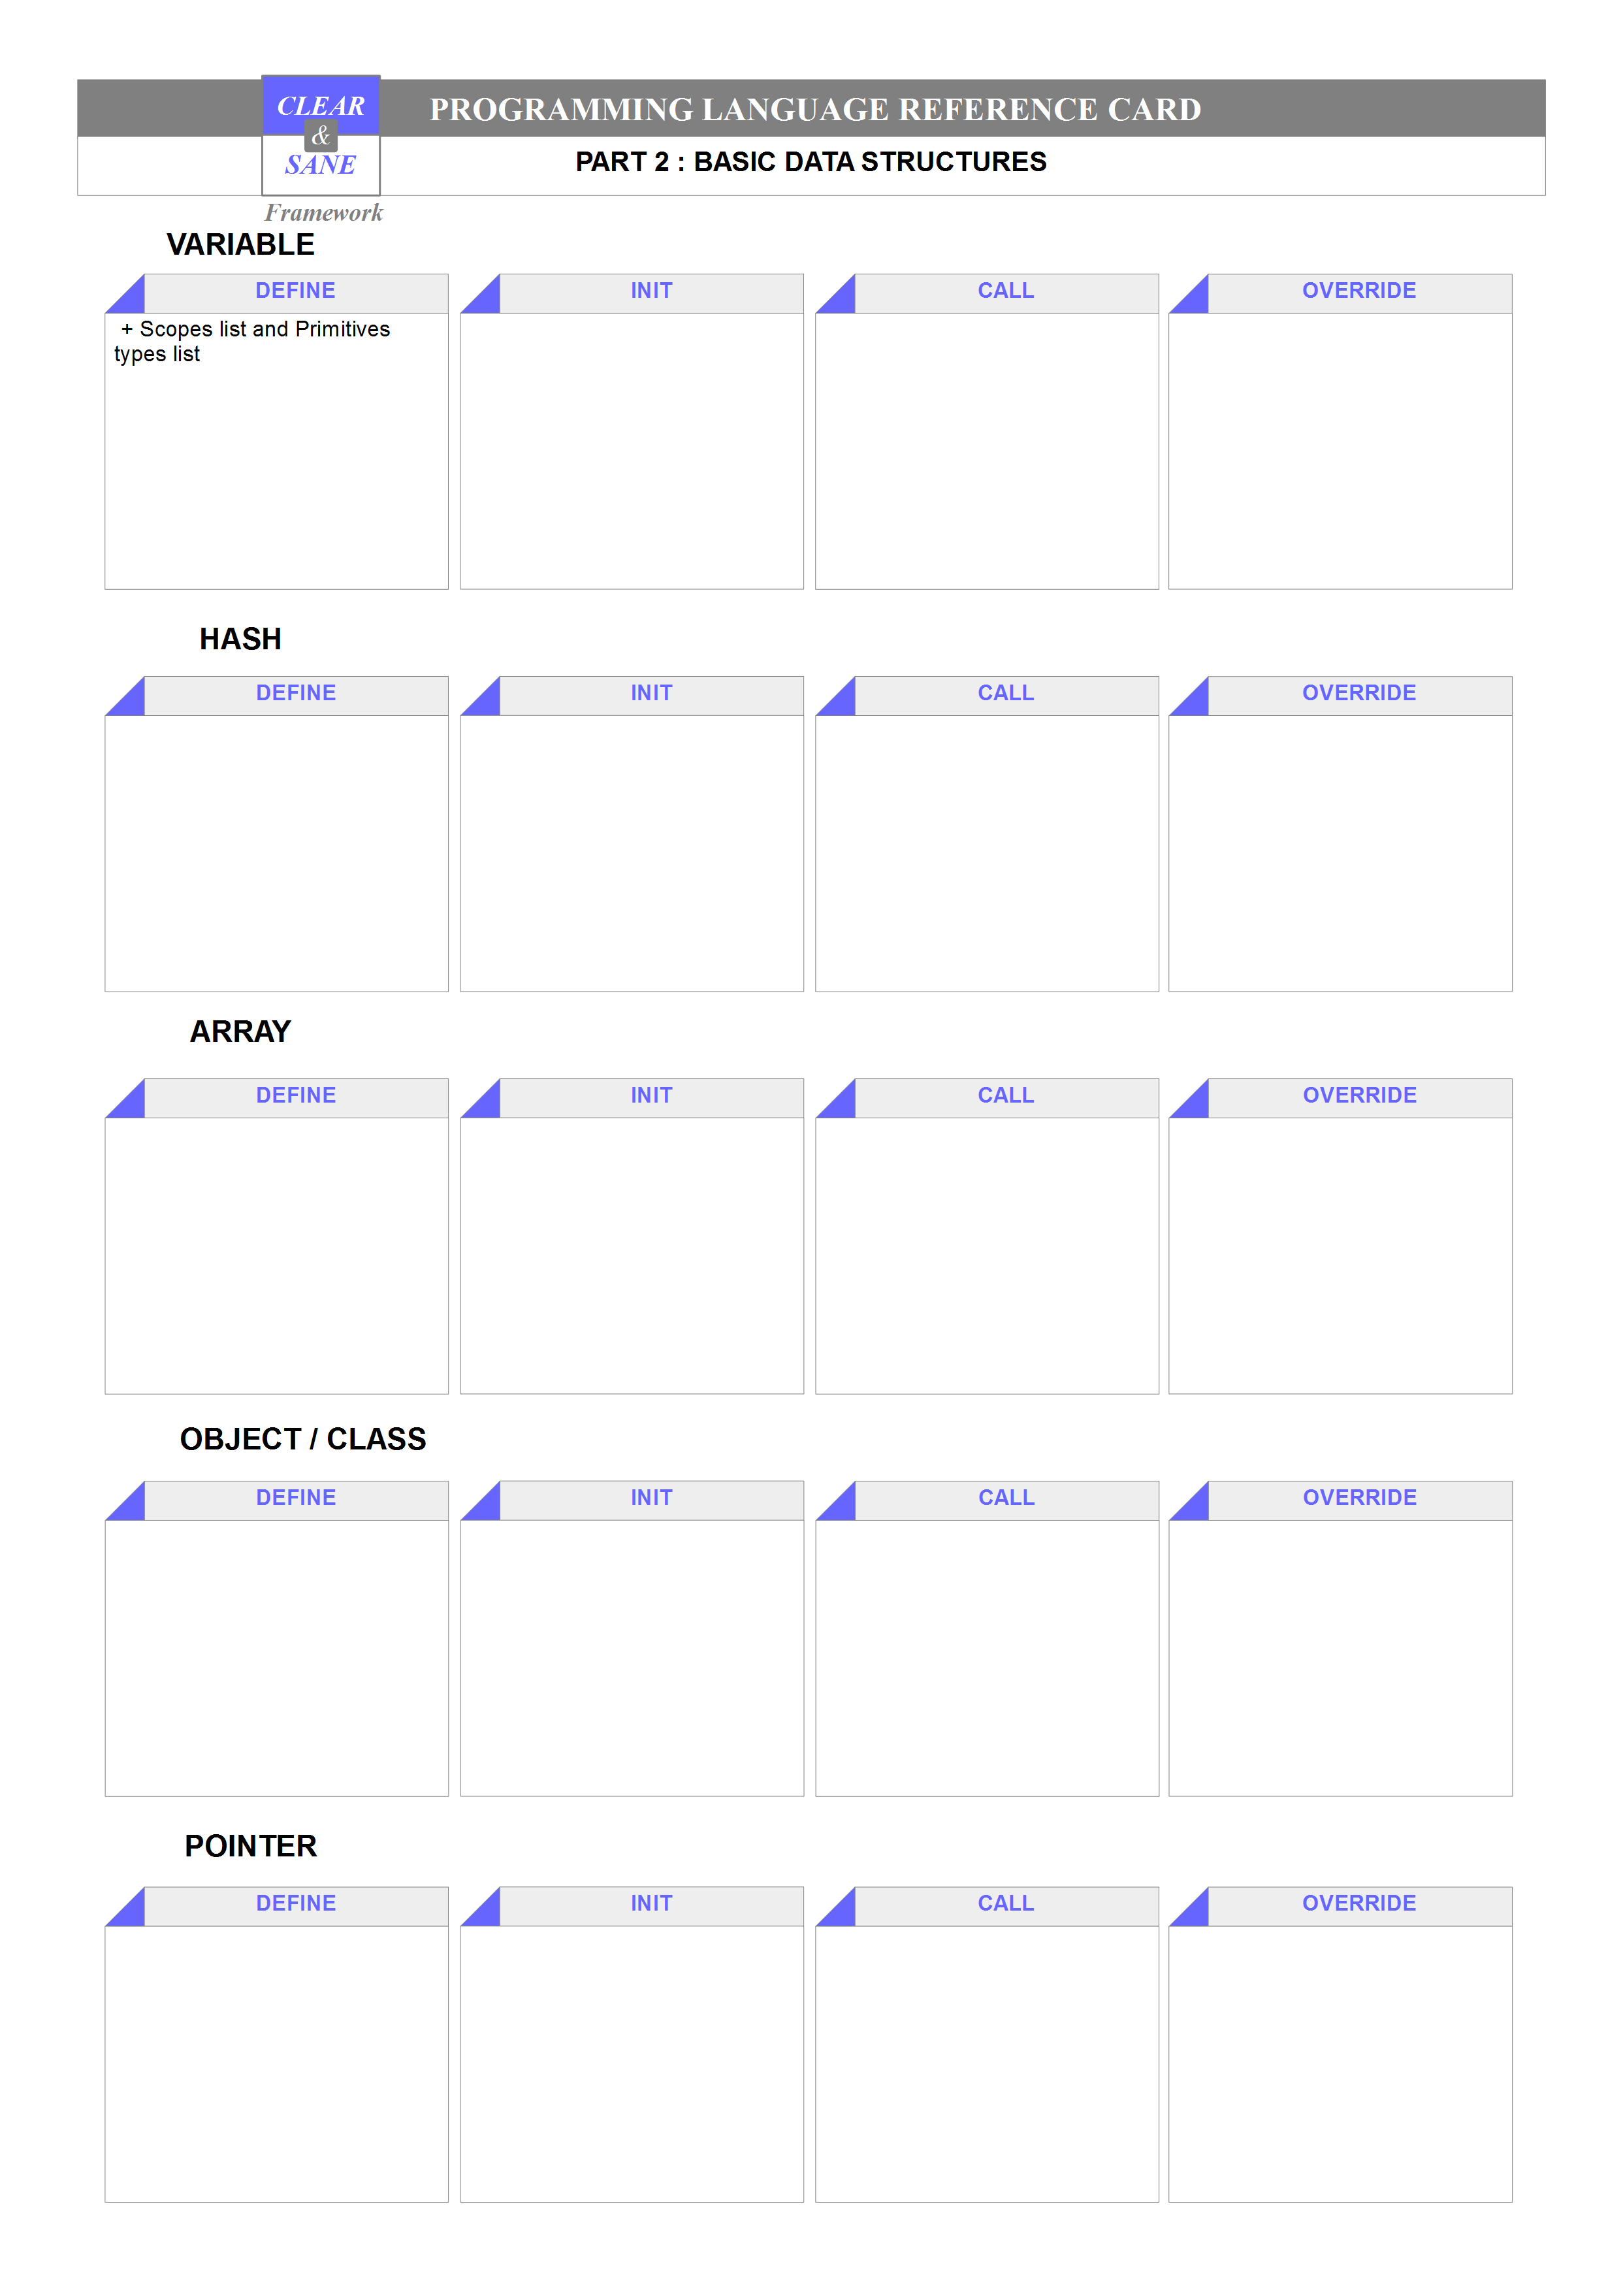 CLEAR
&
SANE
Framework
PROGRAMMING LANGUAGE REFERENCE CARD
PART 2 : BASIC DATA STRUCTURES
VARIABLE
DEFINE INIT CALL OVERRIDE
+ Scopes list and Primitives
types list
HASH
DEFINE INIT CALL OVERRIDE
ARRAY
DEFINE INIT CALL OVERRIDE
OBJECT / CLASS
DEFINE INIT CALL OVERRIDE
POINTER
DEFINE INIT CALL OVERRIDE